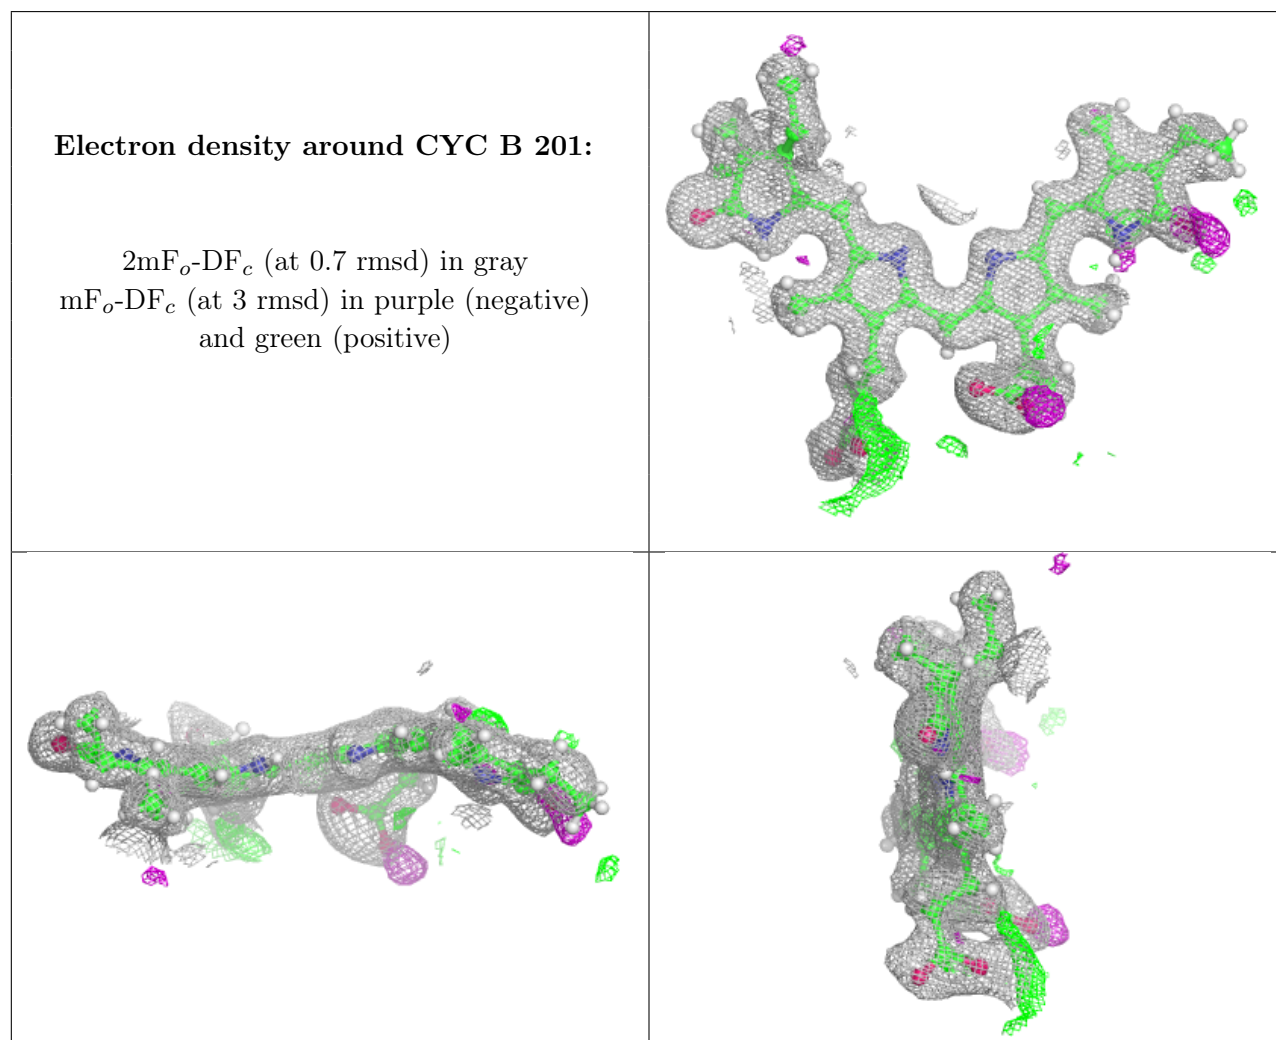 Electron density around CYC B 201:
2mFₒ-DF𝒸 (at 0.7 rmsd) in gray
mFₒ-DF𝒸 (at 3 rmsd) in purple (negative)
and green (positive)